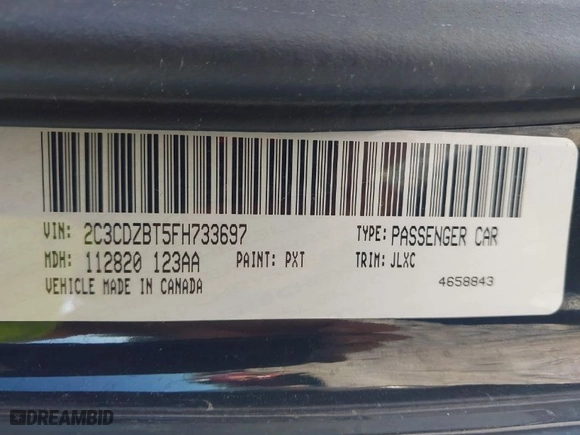 VIN: 2C3CDZBT5FH733697 TYPE: PASSENGER CAR
MDH: 112820 123AA PAINT: PXT TRIM: JLXC
VEHICLE MADE IN CANADA 4658843
DREAMBID